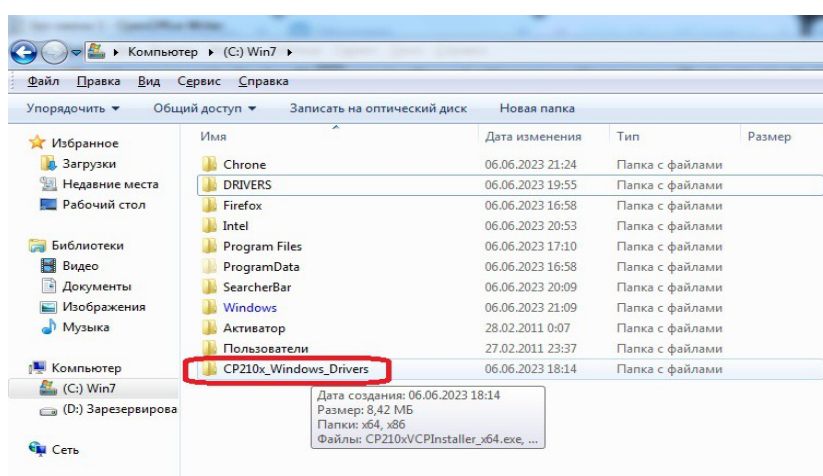 Компьютер ▸ (C:) Win7 ▸
Файл Правка Вид Сервис Справка
Упорядочить Общий доступ Записать на оптический диск Новая папка
Имя Дата изменения Тип Размер
Избранное
Загрузки
Недавние места
Рабочий стол
Библиотеки
Видео
Документы
Изображения
Музыка
Компьютер
(C:) Win7
(D:) Зарезервирова
Сеть
Chrone 06.06.2023 21:24 Папка с файлами
DRIVERS 06.06.2023 19:55 Папка с файлами
Firefox 06.06.2023 16:58 Папка с файлами
Intel 06.06.2023 20:53 Папка с файлами
Program Files 06.06.2023 17:10 Папка с файлами
ProgramData 06.06.2023 16:58 Папка с файлами
SearcherBar 06.06.2023 20:09 Папка с файлами
Windows 06.06.2023 21:09 Папка с файлами
Активатор 28.02.2011 0:07 Папка с файлами
Пользователи 27.02.2011 23:37 Папка с файлами
CP210x_Windows_Drivers 06.06.2023 18:14 Папка с файлами
Дата создания: 06.06.2023 18:14
Размер: 8,42 МБ
Папки: x64, x86
Файлы: CP210xVCPInstaller_x64.exe, ...